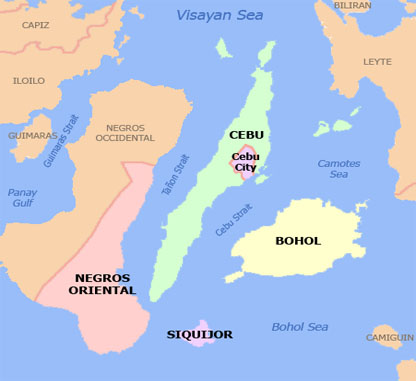 BILIRAN
Visayan Sea
CAPIZ
LEYTE
ILOILO
GUIMARAS
Guimaras Strait
NEGROS
OCCIDENTAL
CEBU
Cebu
City
Tañon Strait
Camotes
Sea
Panay
Gulf
Cebu Strait
BOHOL
NEGROS
ORIENTAL
SIQUIJOR
Bohol Sea
CAMIGUIN